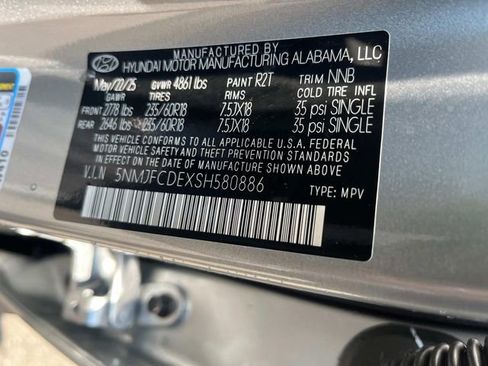 MANUFACTURED BY
HYUNDAI MOTOR MANUFACTURING ALABAMA, LLC
May/22/25 GVWR 4861 lbs PAINT R2T TRIM NNB
GAWR TIRES RIMS COLD TIRE INFL
FRONT 2778 lbs 235/60R18 7.5JX18 35 psi SINGLE
REAR 2646 lbs 235/60R18 7.5JX18 35 psi SINGLE
THIS VEHICLE CONFORMS TO ALL APPLICABLE U.S.A. FEDERAL
MOTOR VEHICLE SAFETY AND THEFT PREVENTION STANDARDS
IN EFFECT ON THE DATE OF MANUFACTURE SHOWN ABOVE.
V.I.N 5NMJFCDEXSH580886
TYPE: MPV